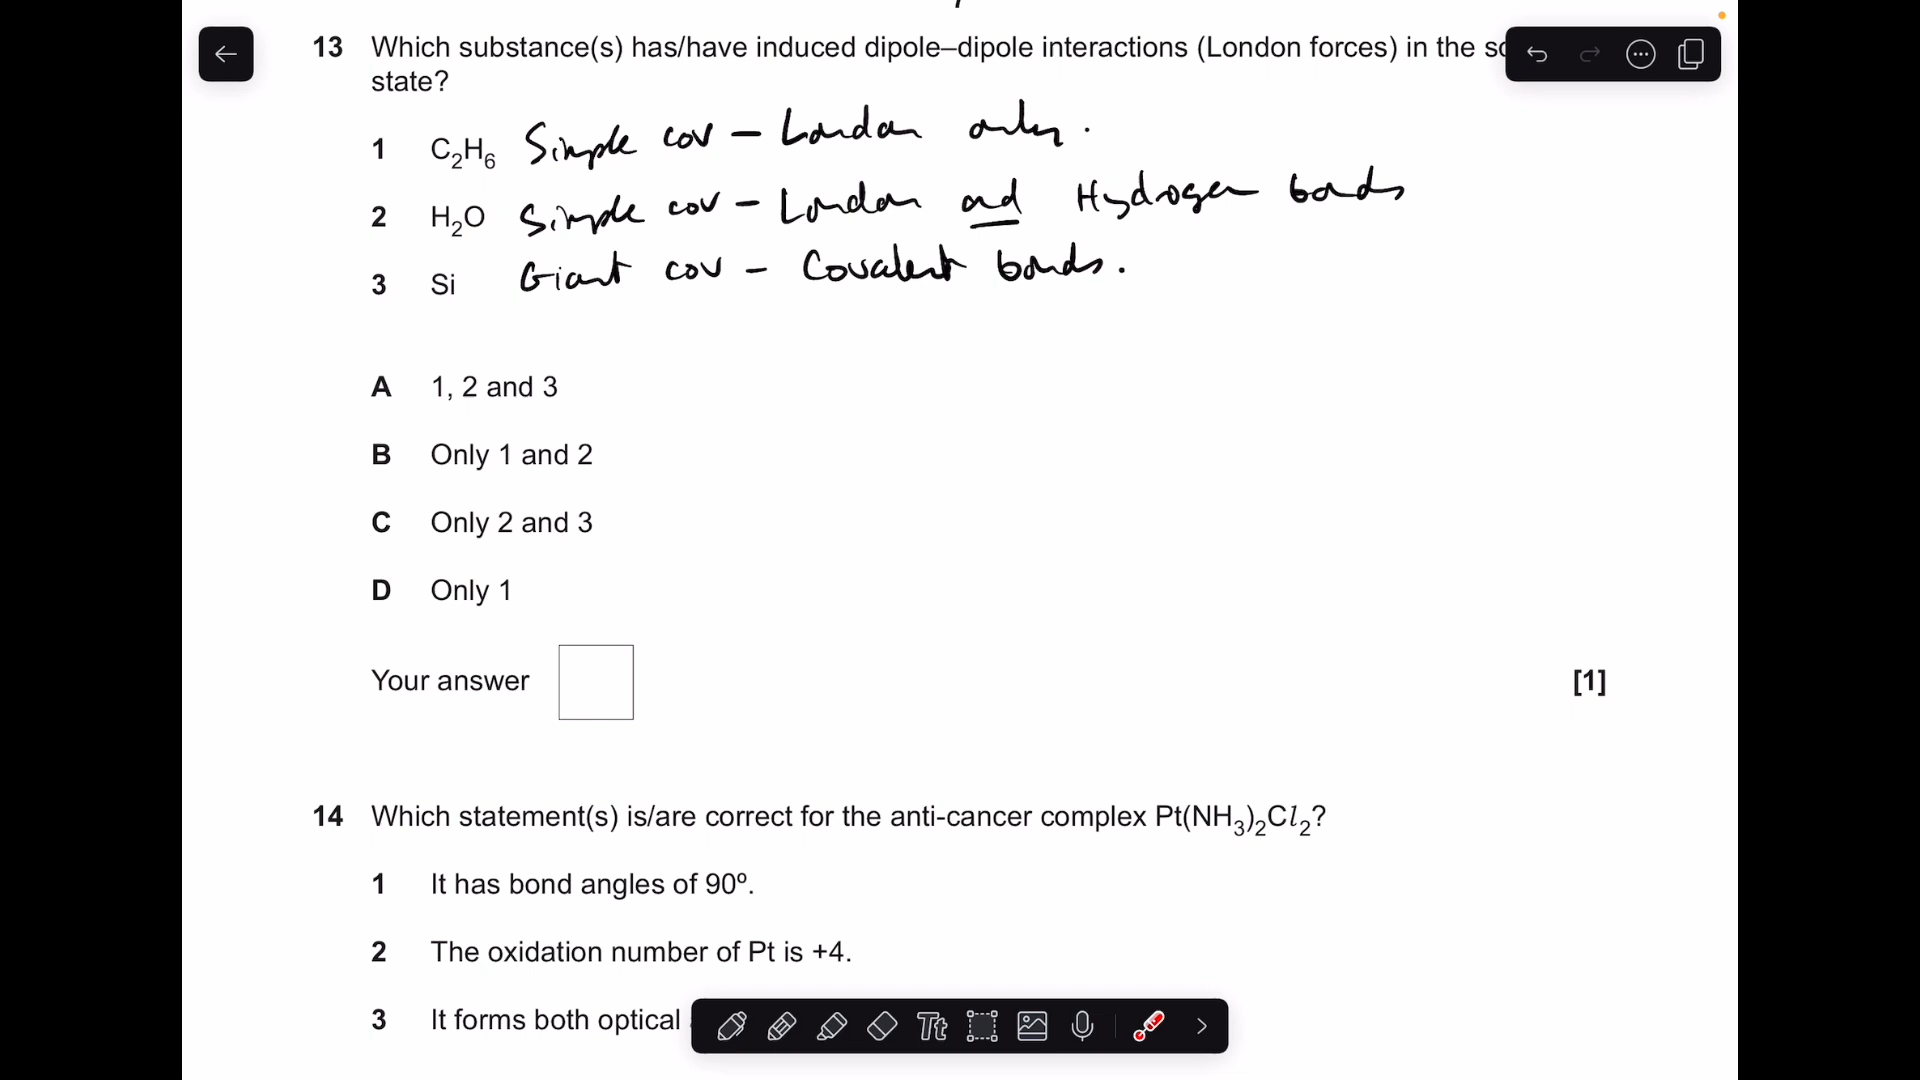 13 Which substance(s) has/have induced dipole–dipole interactions (London forces) in the
state?
1 C₂H₆ Simple cov – London only.
2 H₂O Simple cov – London and Hydrogen bonds
3 Si Giant cov – Covalent bonds.
A 1, 2 and 3
B Only 1 and 2
C Only 2 and 3
D Only 1
Your answer [1]
14 Which statement(s) is/are correct for the anti-cancer complex Pt(NH₃)₂Cl₂?
1 It has bond angles of 90º.
2 The oxidation number of Pt is +4.
3 It forms both optical
Tt